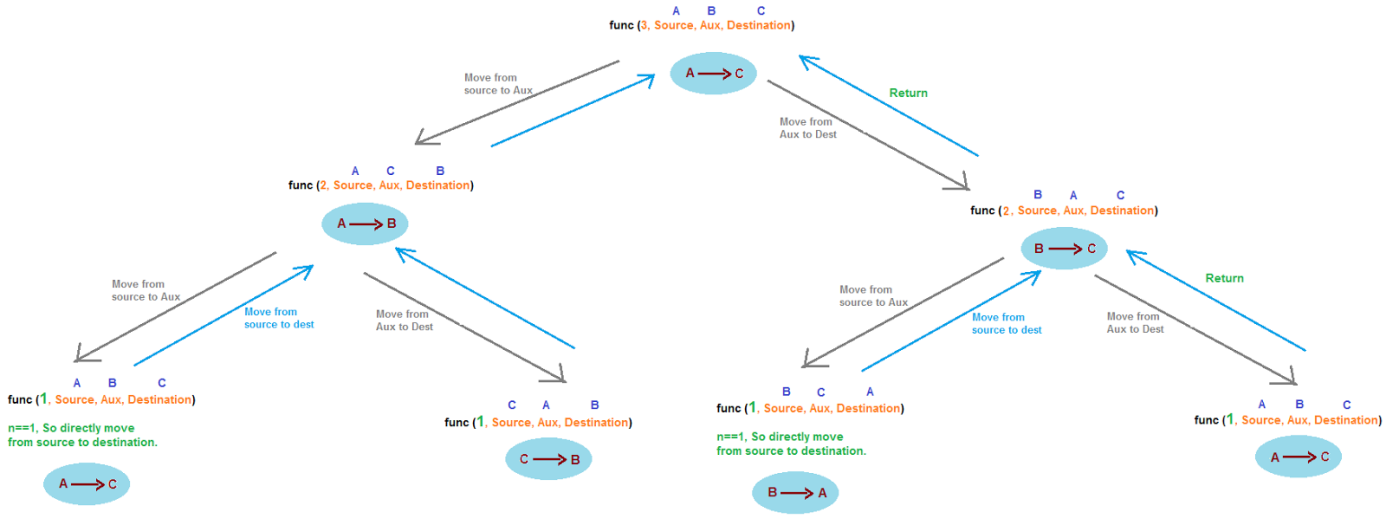 A B C
func (3, Source, Aux, Destination)
A C
Move from
source to Aux
Return
Move from
Aux to Dest
A C B
func (2, Source, Aux, Destination)
A B
B A C
func (2, Source, Aux, Destination)
B C
Move from
source to Aux
Move from
source to dest
Move from
Aux to Dest
Move from
source to Aux
Move from
source to dest
Move from
Aux to Dest
Return
A B C
func (1, Source, Aux, Destination)
n==1, So directly move
from source to destination.
A C
C A B
func (1, Source, Aux, Destination)
C B
B C A
func (1, Source, Aux, Destination)
n==1, So directly move
from source to destination.
B A
A B C
func (1, Source, Aux, Destination)
A C